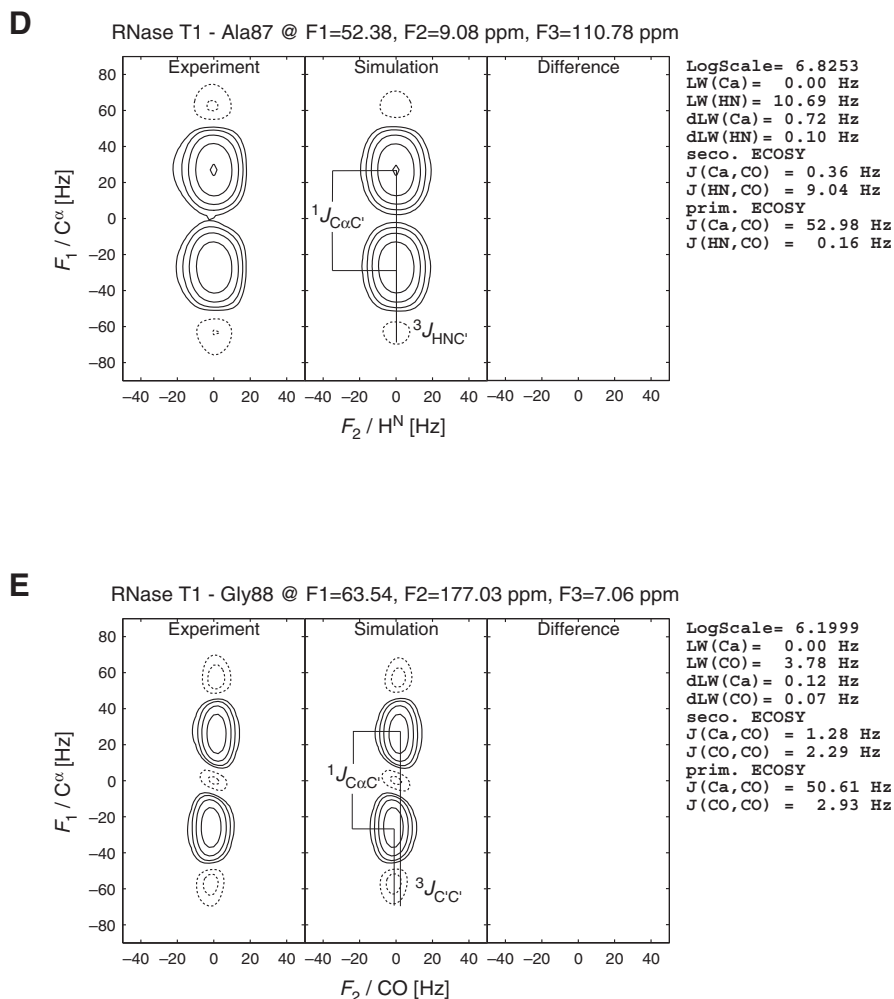 D
RNase T1 - Ala87 @ F1=52.38, F2=9.08 ppm, F3=110.78 ppm
Experiment Simulation Difference
80
60
40
20
0
−20
−40
−60
−80
F1 / Cα [Hz]
1JCαC'
3JHNC'
−40 −20 0 20 40 −40 −20 0 20 40 −40 −20 0 20 40
F2 / HN [Hz]
LogScale= 6.8253
LW(Ca)= 0.00 Hz
LW(HN)= 10.69 Hz
dLW(Ca)= 0.72 Hz
dLW(HN)= 0.10 Hz
seco. ECOSY
J(Ca,CO) = 0.36 Hz
J(HN,CO) = 9.04 Hz
prim. ECOSY
J(Ca,CO) = 52.98 Hz
J(HN,CO) = 0.16 Hz
E
RNase T1 - Gly88 @ F1=63.54, F2=177.03 ppm, F3=7.06 ppm
Experiment Simulation Difference
80
60
40
20
0
−20
−40
−60
−80
F1 / Cα [Hz]
1JCαC'
3JC'C'
−40 −20 0 20 40 −40 −20 0 20 40 −40 −20 0 20 40
F2 / CO [Hz]
LogScale= 6.1999
LW(Ca)= 0.00 Hz
LW(CO)= 3.78 Hz
dLW(Ca)= 0.12 Hz
dLW(CO)= 0.07 Hz
seco. ECOSY
J(Ca,CO) = 1.28 Hz
J(CO,CO) = 2.29 Hz
prim. ECOSY
J(Ca,CO) = 50.61 Hz
J(CO,CO) = 2.93 Hz